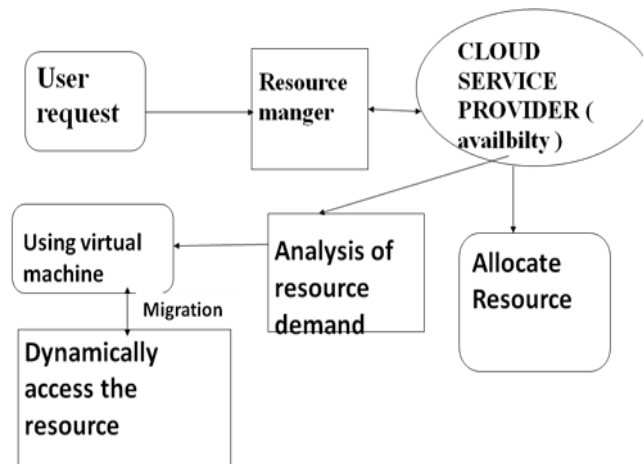 User
request
Resource
manger
CLOUD
SERVICE
PROVIDER (
availbilty )
Using virtual
machine
Analysis of
resource
demand
Allocate
Resource
Migration
Dynamically
access the
resource